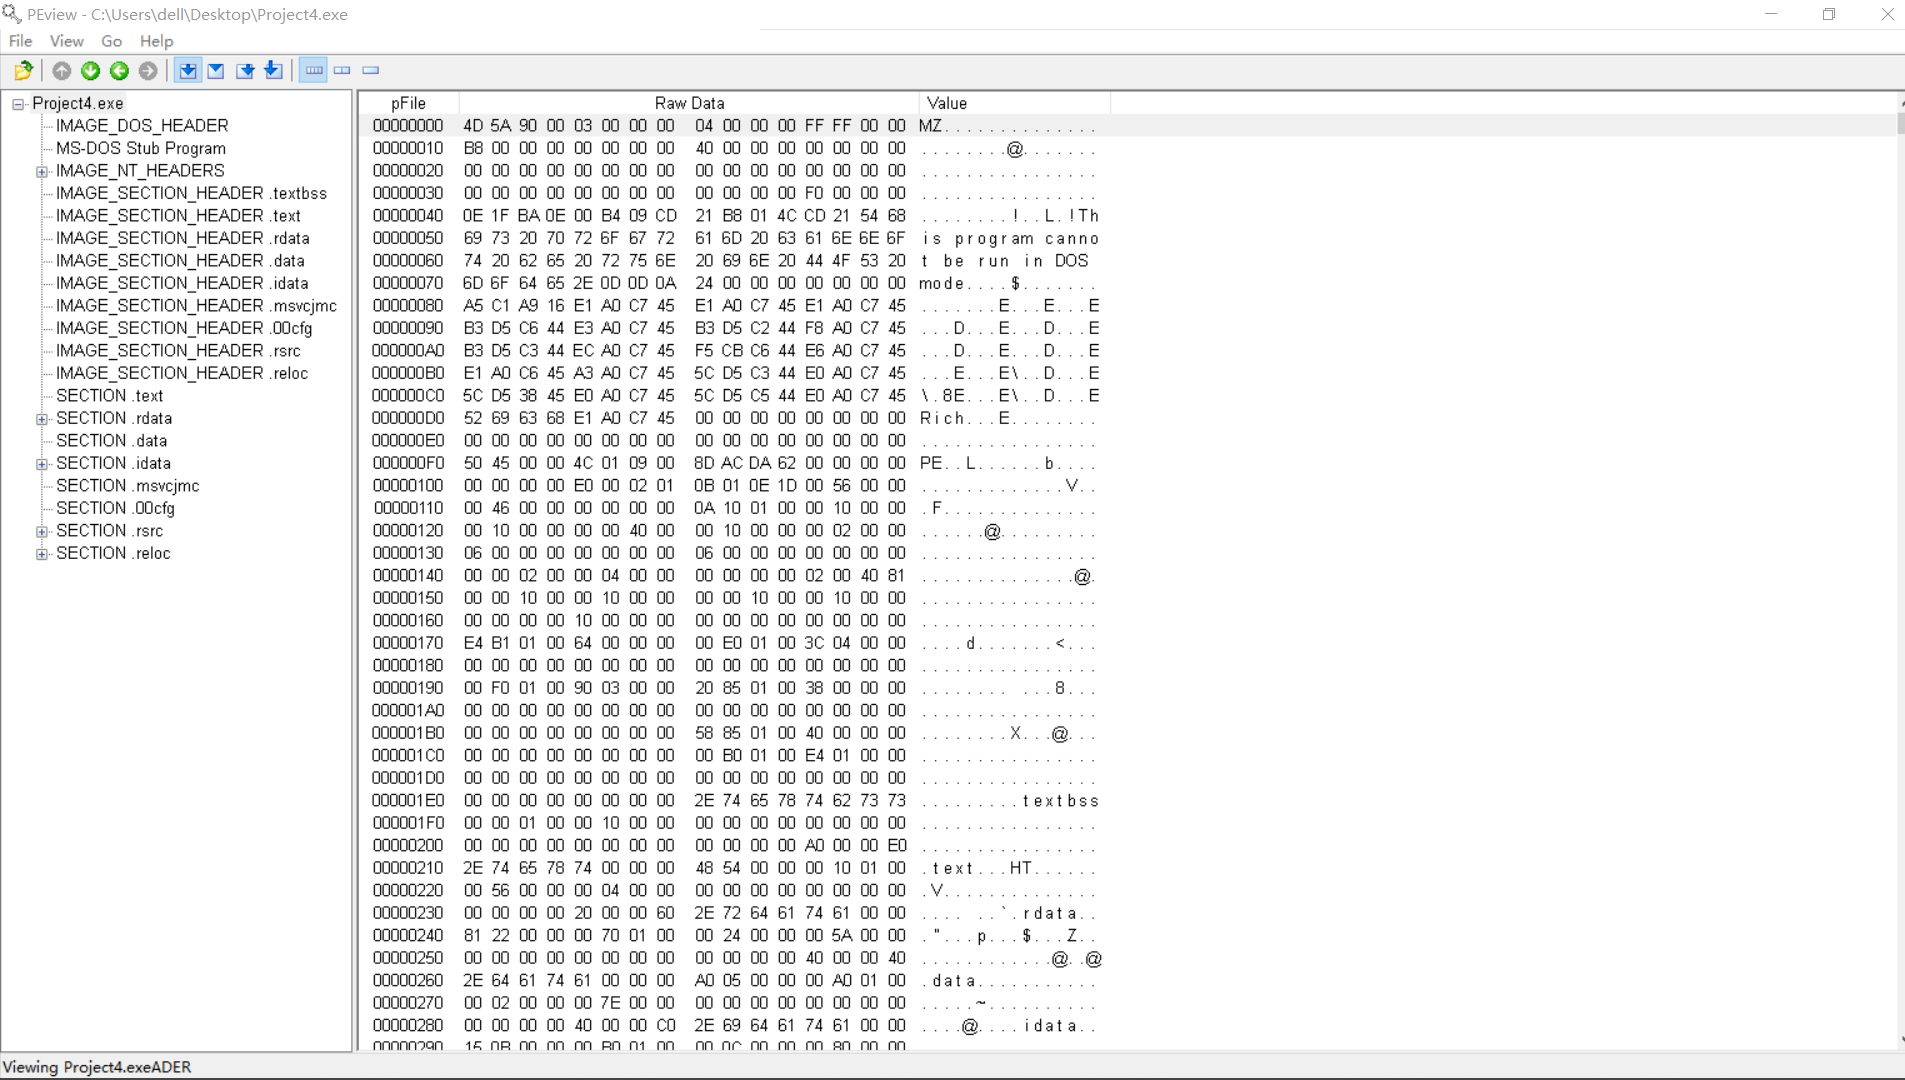 PEview - C:\Users\dell\Desktop\Project4.exe
File View Go Help
Project4.exe
IMAGE_DOS_HEADER
MS-DOS Stub Program
IMAGE_NT_HEADERS
IMAGE_SECTION_HEADER .textbss
IMAGE_SECTION_HEADER .text
IMAGE_SECTION_HEADER .rdata
IMAGE_SECTION_HEADER .data
IMAGE_SECTION_HEADER .idata
IMAGE_SECTION_HEADER .msvcjmc
IMAGE_SECTION_HEADER .00cfg
IMAGE_SECTION_HEADER .rsrc
IMAGE_SECTION_HEADER .reloc
SECTION .text
SECTION .rdata
SECTION .data
SECTION .idata
SECTION .msvcjmc
SECTION .00cfg
SECTION .rsrc
SECTION .reloc
pFile Raw Data Value
00000000 4D 5A 90 00 03 00 00 00 04 00 00 00 FF FF 00 00 MZ..............
00000010 B8 00 00 00 00 00 00 00 40 00 00 00 00 00 00 00 ........@.......
00000020 00 00 00 00 00 00 00 00 00 00 00 00 00 00 00 00 ................
00000030 00 00 00 00 00 00 00 00 00 00 00 00 F0 00 00 00 ................
00000040 0E 1F BA 0E 00 B4 09 CD 21 B8 01 4C CD 21 54 68 ........!..L.!Th
00000050 69 73 20 70 72 6F 67 72 61 6D 20 63 61 6E 6E 6F is program canno
00000060 74 20 62 65 20 72 75 6E 20 69 6E 20 44 4F 53 20 t be run in DOS
00000070 6D 6F 64 65 2E 0D 0D 0A 24 00 00 00 00 00 00 00 mode....$.......
00000080 A5 C1 A9 16 E1 A0 C7 45 E1 A0 C7 45 E1 A0 C7 45 .......E...E...E
00000090 B3 D5 C6 44 E3 A0 C7 45 B3 D5 C2 44 F8 A0 C7 45 ...D...E...D...E
000000A0 B3 D5 C3 44 EC A0 C7 45 F5 CB C6 44 E6 A0 C7 45 ...D...E...D...E
000000B0 E1 A0 C6 45 A3 A0 C7 45 5C D5 C3 44 E0 A0 C7 45 ...E...E\..D...E
000000C0 5C D5 38 45 E0 A0 C7 45 5C D5 C5 44 E0 A0 C7 45 \.8E...E\..D...E
000000D0 52 69 63 68 E1 A0 C7 45 00 00 00 00 00 00 00 00 Rich...E........
000000E0 00 00 00 00 00 00 00 00 00 00 00 00 00 00 00 00 ................
000000F0 50 45 00 00 4C 01 09 00 8D AC DA 62 00 00 00 00 PE..L......b....
00000100 00 00 00 00 E0 00 02 01 0B 01 0E 1D 00 56 00 00 .............V..
00000110 00 46 00 00 00 00 00 00 0A 10 01 00 00 10 00 00 .F..............
00000120 00 10 00 00 00 00 40 00 00 10 00 00 00 02 00 00 ......@.........
00000130 06 00 00 00 00 00 00 00 06 00 00 00 00 00 00 00 ................
00000140 00 00 02 00 00 04 00 00 00 00 00 00 02 00 40 81 ..............@.
00000150 00 00 10 00 00 10 00 00 00 00 10 00 00 10 00 00 ................
00000160 00 00 00 00 10 00 00 00 00 00 00 00 00 00 00 00 ................
00000170 E4 B1 01 00 64 00 00 00 00 E0 01 00 3C 04 00 00 ....d.......<...
00000180 00 00 00 00 00 00 00 00 00 00 00 00 00 00 00 00 ................
00000190 00 F0 01 00 90 03 00 00 20 85 01 00 38 00 00 00 ........ ...8...
000001A0 00 00 00 00 00 00 00 00 00 00 00 00 00 00 00 00 ................
000001B0 00 00 00 00 00 00 00 00 58 85 01 00 40 00 00 00 ........X...@...
000001C0 00 00 00 00 00 00 00 00 00 B0 01 00 E4 01 00 00 ................
000001D0 00 00 00 00 00 00 00 00 00 00 00 00 00 00 00 00 ................
000001E0 00 00 00 00 00 00 00 00 2E 74 65 78 74 62 73 73 .........textbss
000001F0 00 00 01 00 00 10 00 00 00 00 00 00 00 00 00 00 ................
00000200 00 00 00 00 00 00 00 00 00 00 00 00 A0 00 00 E0 ................
00000210 2E 74 65 78 74 00 00 00 48 54 00 00 00 10 01 00 .text...HT......
00000220 00 56 00 00 00 04 00 00 00 00 00 00 00 00 00 00 .V..............
00000230 00 00 00 00 20 00 00 60 2E 72 64 61 74 61 00 00 .... ..`.rdata..
00000240 81 22 00 00 00 70 01 00 00 24 00 00 00 5A 00 00 ."...p...$...Z..
00000250 00 00 00 00 00 00 00 00 00 00 00 00 40 00 00 40 ............@..@
00000260 2E 64 61 74 61 00 00 00 A0 05 00 00 00 A0 01 00 .data...........
00000270 00 02 00 00 00 7E 00 00 00 00 00 00 00 00 00 00 .....~..........
00000280 00 00 00 00 40 00 00 C0 2E 69 64 61 74 61 00 00 ....@....idata..
00000290 15 0B 00 00 00 B0 01 00 00 0C 00 00 00 80 00 00
Viewing Project4.exeADER